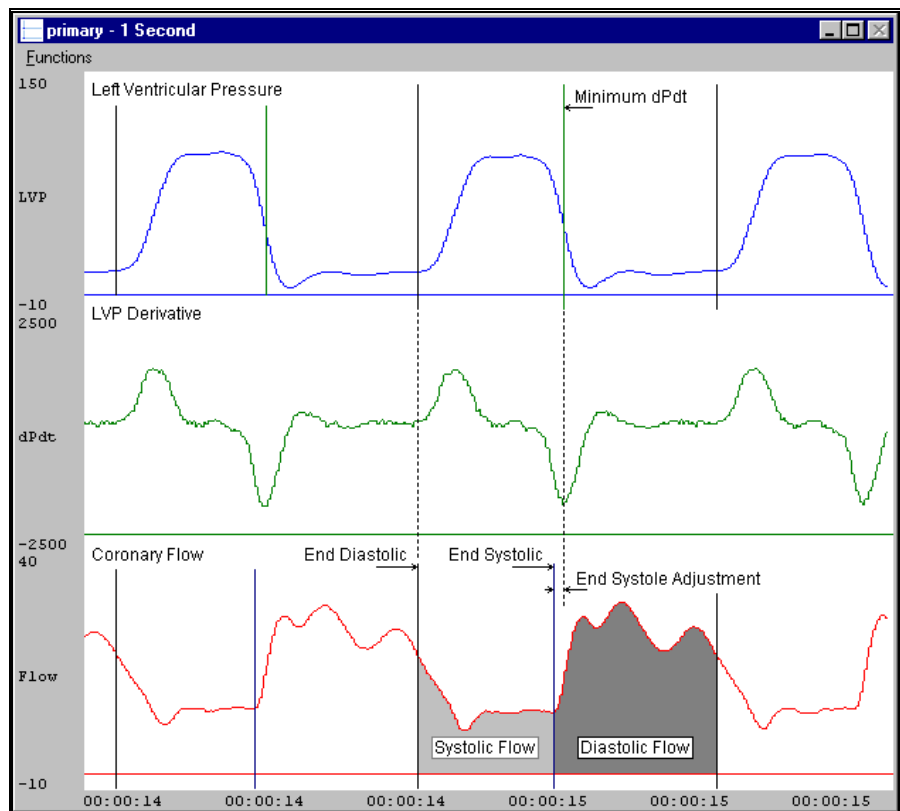 primary - 1 Second
Functions
150
Left Ventricular Pressure
Minimum dPdt
LVP
-10
2500
LVP Derivative
dPdt
-2500
40
Coronary Flow
End Diastolic
End Systolic
End Systole Adjustment
Flow
Systolic Flow
Diastolic Flow
-10
00:00:14 00:00:14 00:00:14 00:00:15 00:00:15 00:00:15